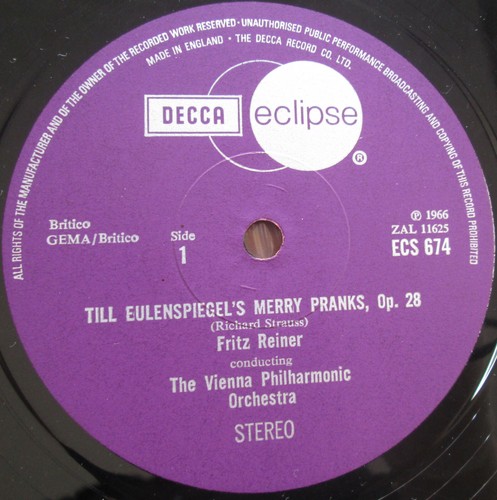 ALL RIGHTS OF THE MANUFACTURER AND OF THE OWNER OF THE RECORDED WORK RESERVED · UNAUTHORISED PUBLIC PERFORMANCE BROADCASTING AND COPYING OF THIS RECORD PROHIBITED
MADE IN ENGLAND · THE DECCA RECORD CO. LTD.
DECCA eclipse
®
Britico
GEMA/Britico
Side
1
℗ 1966
ZAL 11625
ECS 674
TILL EULENSPIEGEL'S MERRY PRANKS, Op. 28
(Richard Strauss)
Fritz Reiner
conducting
The Vienna Philharmonic
Orchestra
STEREO